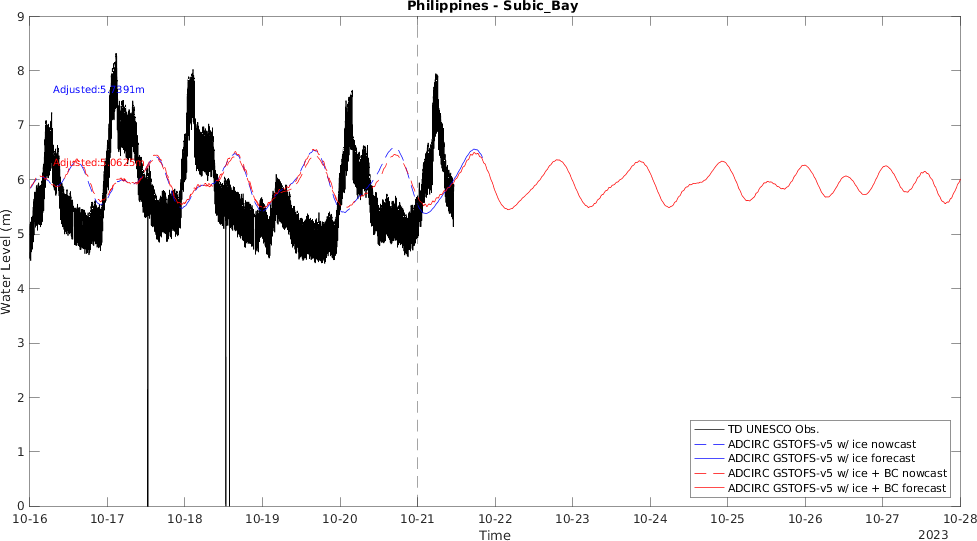 Philippines - Subic_Bay
9
8
7
6
5
4
3
2
1
0
Water Level (m)
Adjusted:5.7391m
Adjusted:5.0625m
TD UNESCO Obs.
ADCIRC GSTOFS-v5 w/ ice nowcast
ADCIRC GSTOFS-v5 w/ ice forecast
ADCIRC GSTOFS-v5 w/ ice + BC nowcast
ADCIRC GSTOFS-v5 w/ ice + BC forecast
10-16 10-17 10-18 10-19 10-20 10-21 10-22 10-23 10-24 10-25 10-26 10-27 10-28
Time
2023